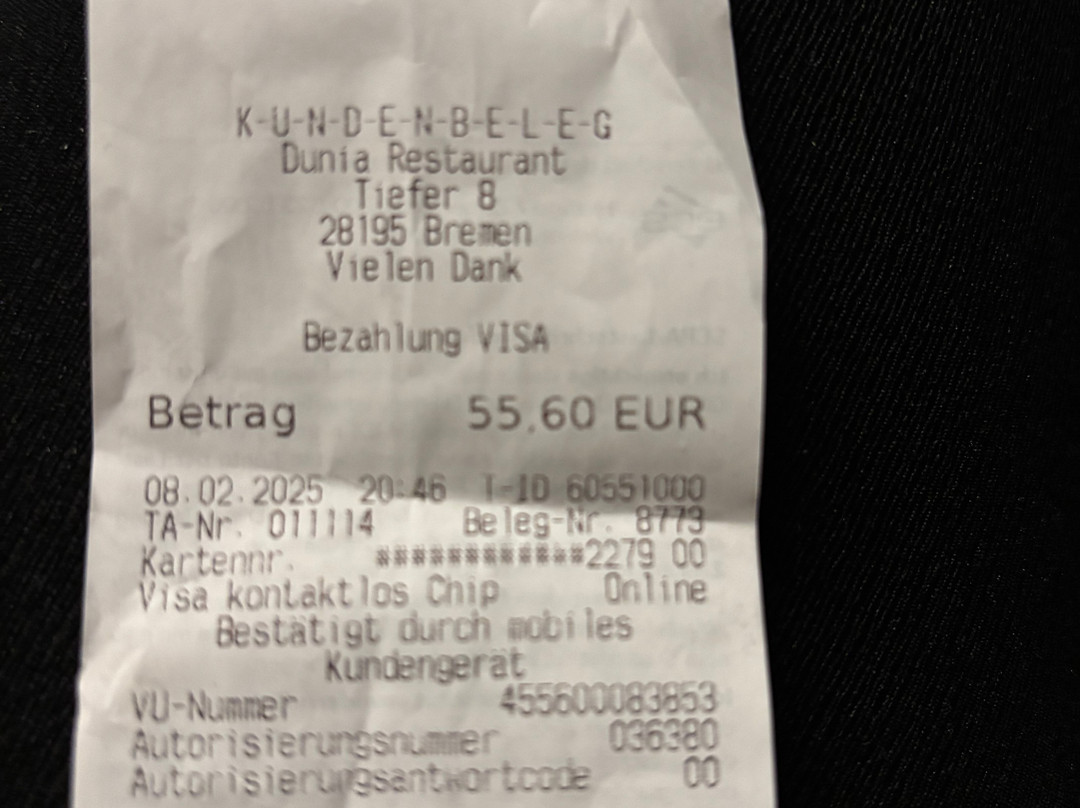 K-U-N-D-E-N-B-E-L-E-G
Dunia Restaurant
Tiefer 8
28195 Bremen
Vielen Dank
Bezahlung VISA
Betrag 55,60 EUR
08.02.2025 20:46 T-ID 60551000
TA-Nr. 011114 Beleg-Nr. 8773
Kartennr. ############2279 00
Visa kontaktlos Chip Online
Bestätigt durch mobiles
Kundengerät
VU-Nummer 455600083853
Autorisierungsnummer 036380
Autorisierungsantwortcode 00